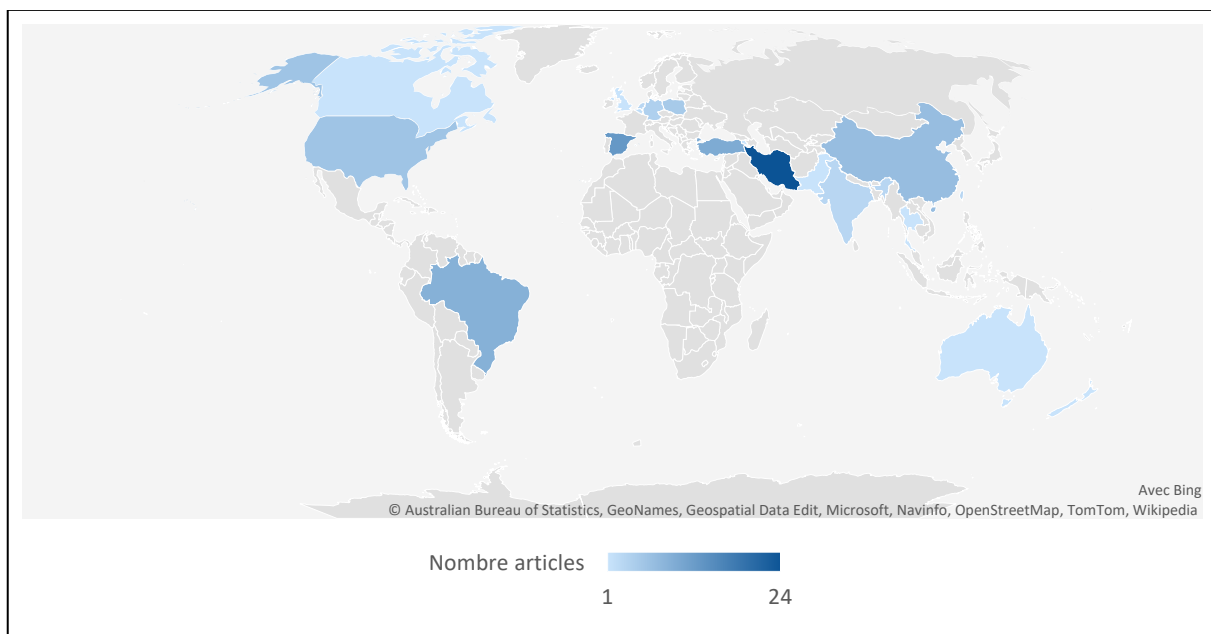 Avec Bing
© Australian Bureau of Statistics, GeoNames, Geospatial Data Edit, Microsoft, Navinfo, OpenStreetMap, TomTom, Wikipedia
Nombre articles
1 24